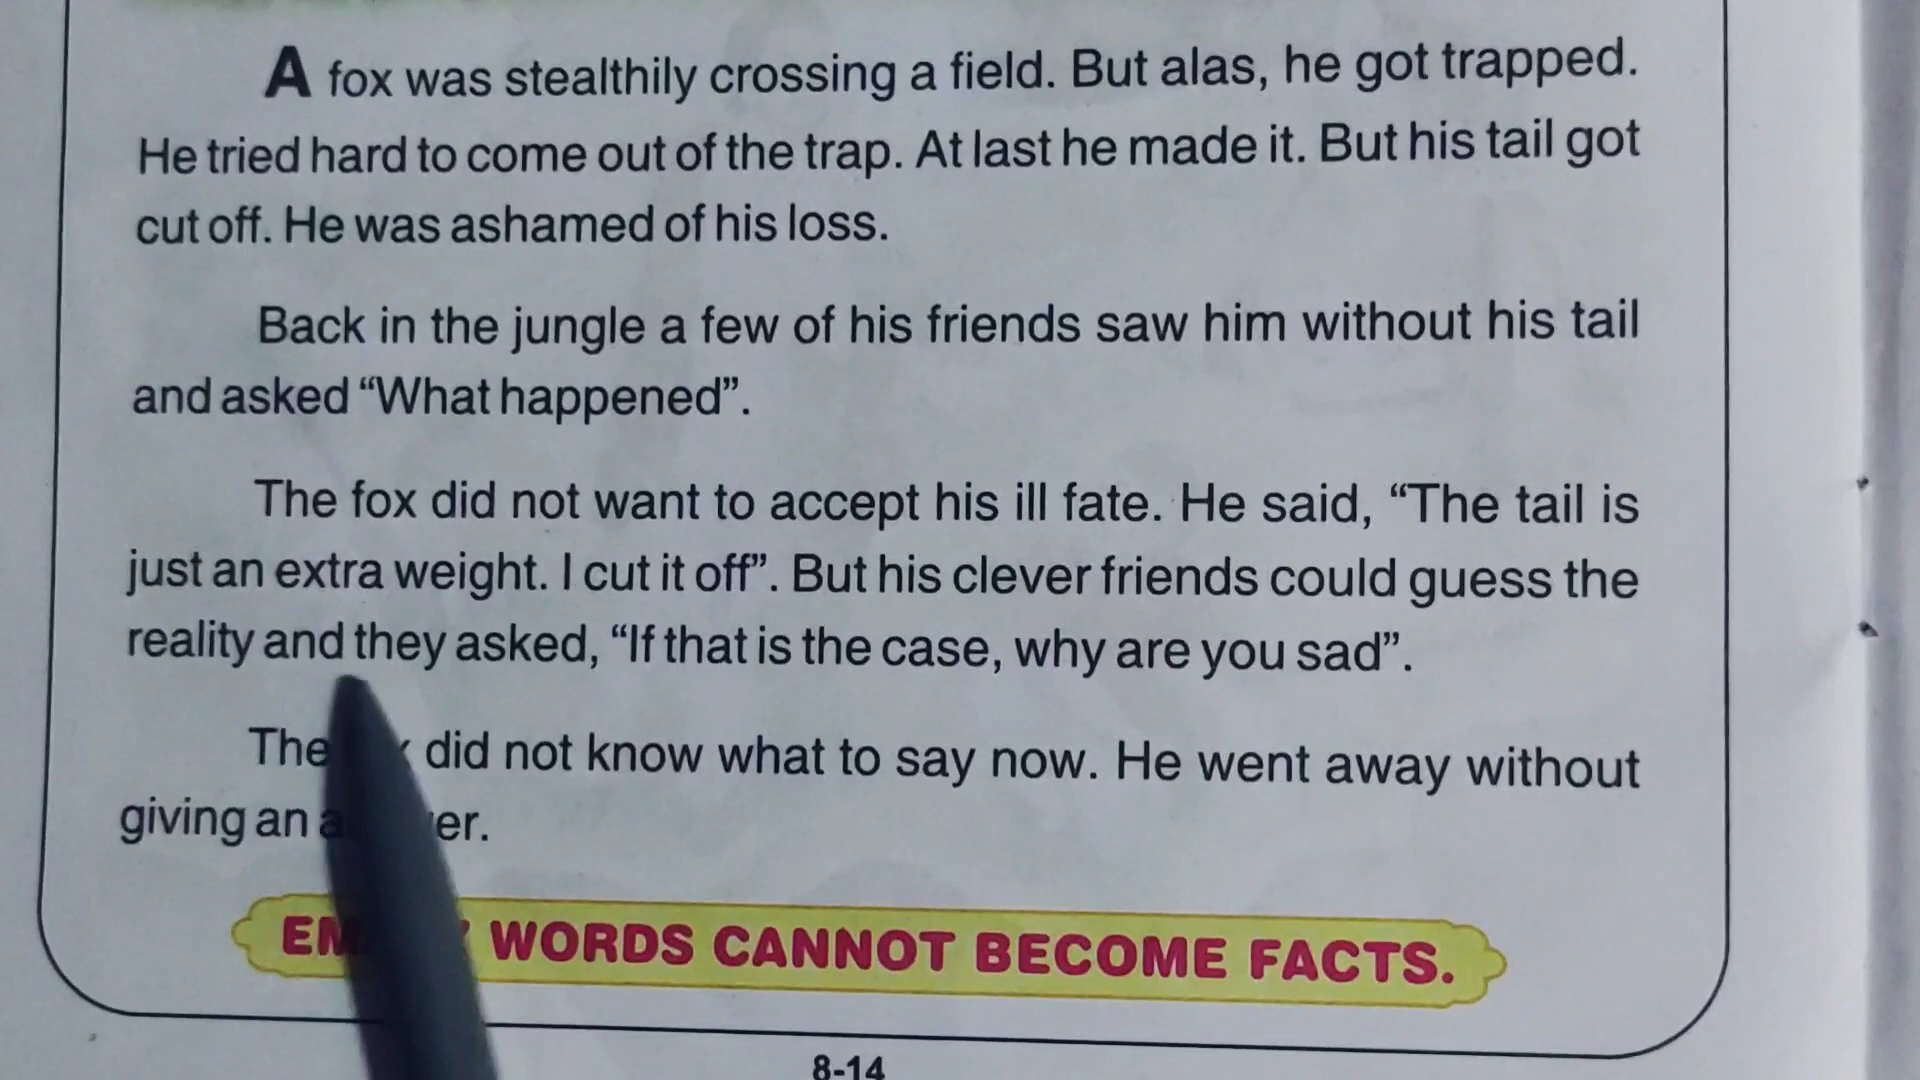 A fox was stealthily crossing a field. But alas, he got trapped.
He tried hard to come out of the trap. At last he made it. But his tail got
cut off. He was ashamed of his loss.
Back in the jungle a few of his friends saw him without his tail
and asked “What happened”.
The fox did not want to accept his ill fate. He said, “The tail is
just an extra weight. I cut it off”. But his clever friends could guess the
reality and they asked, “If that is the case, why are you sad”.
The did not know what to say now. He went away without
giving an
WORDS CANNOT BECOME FACTS.
8-14